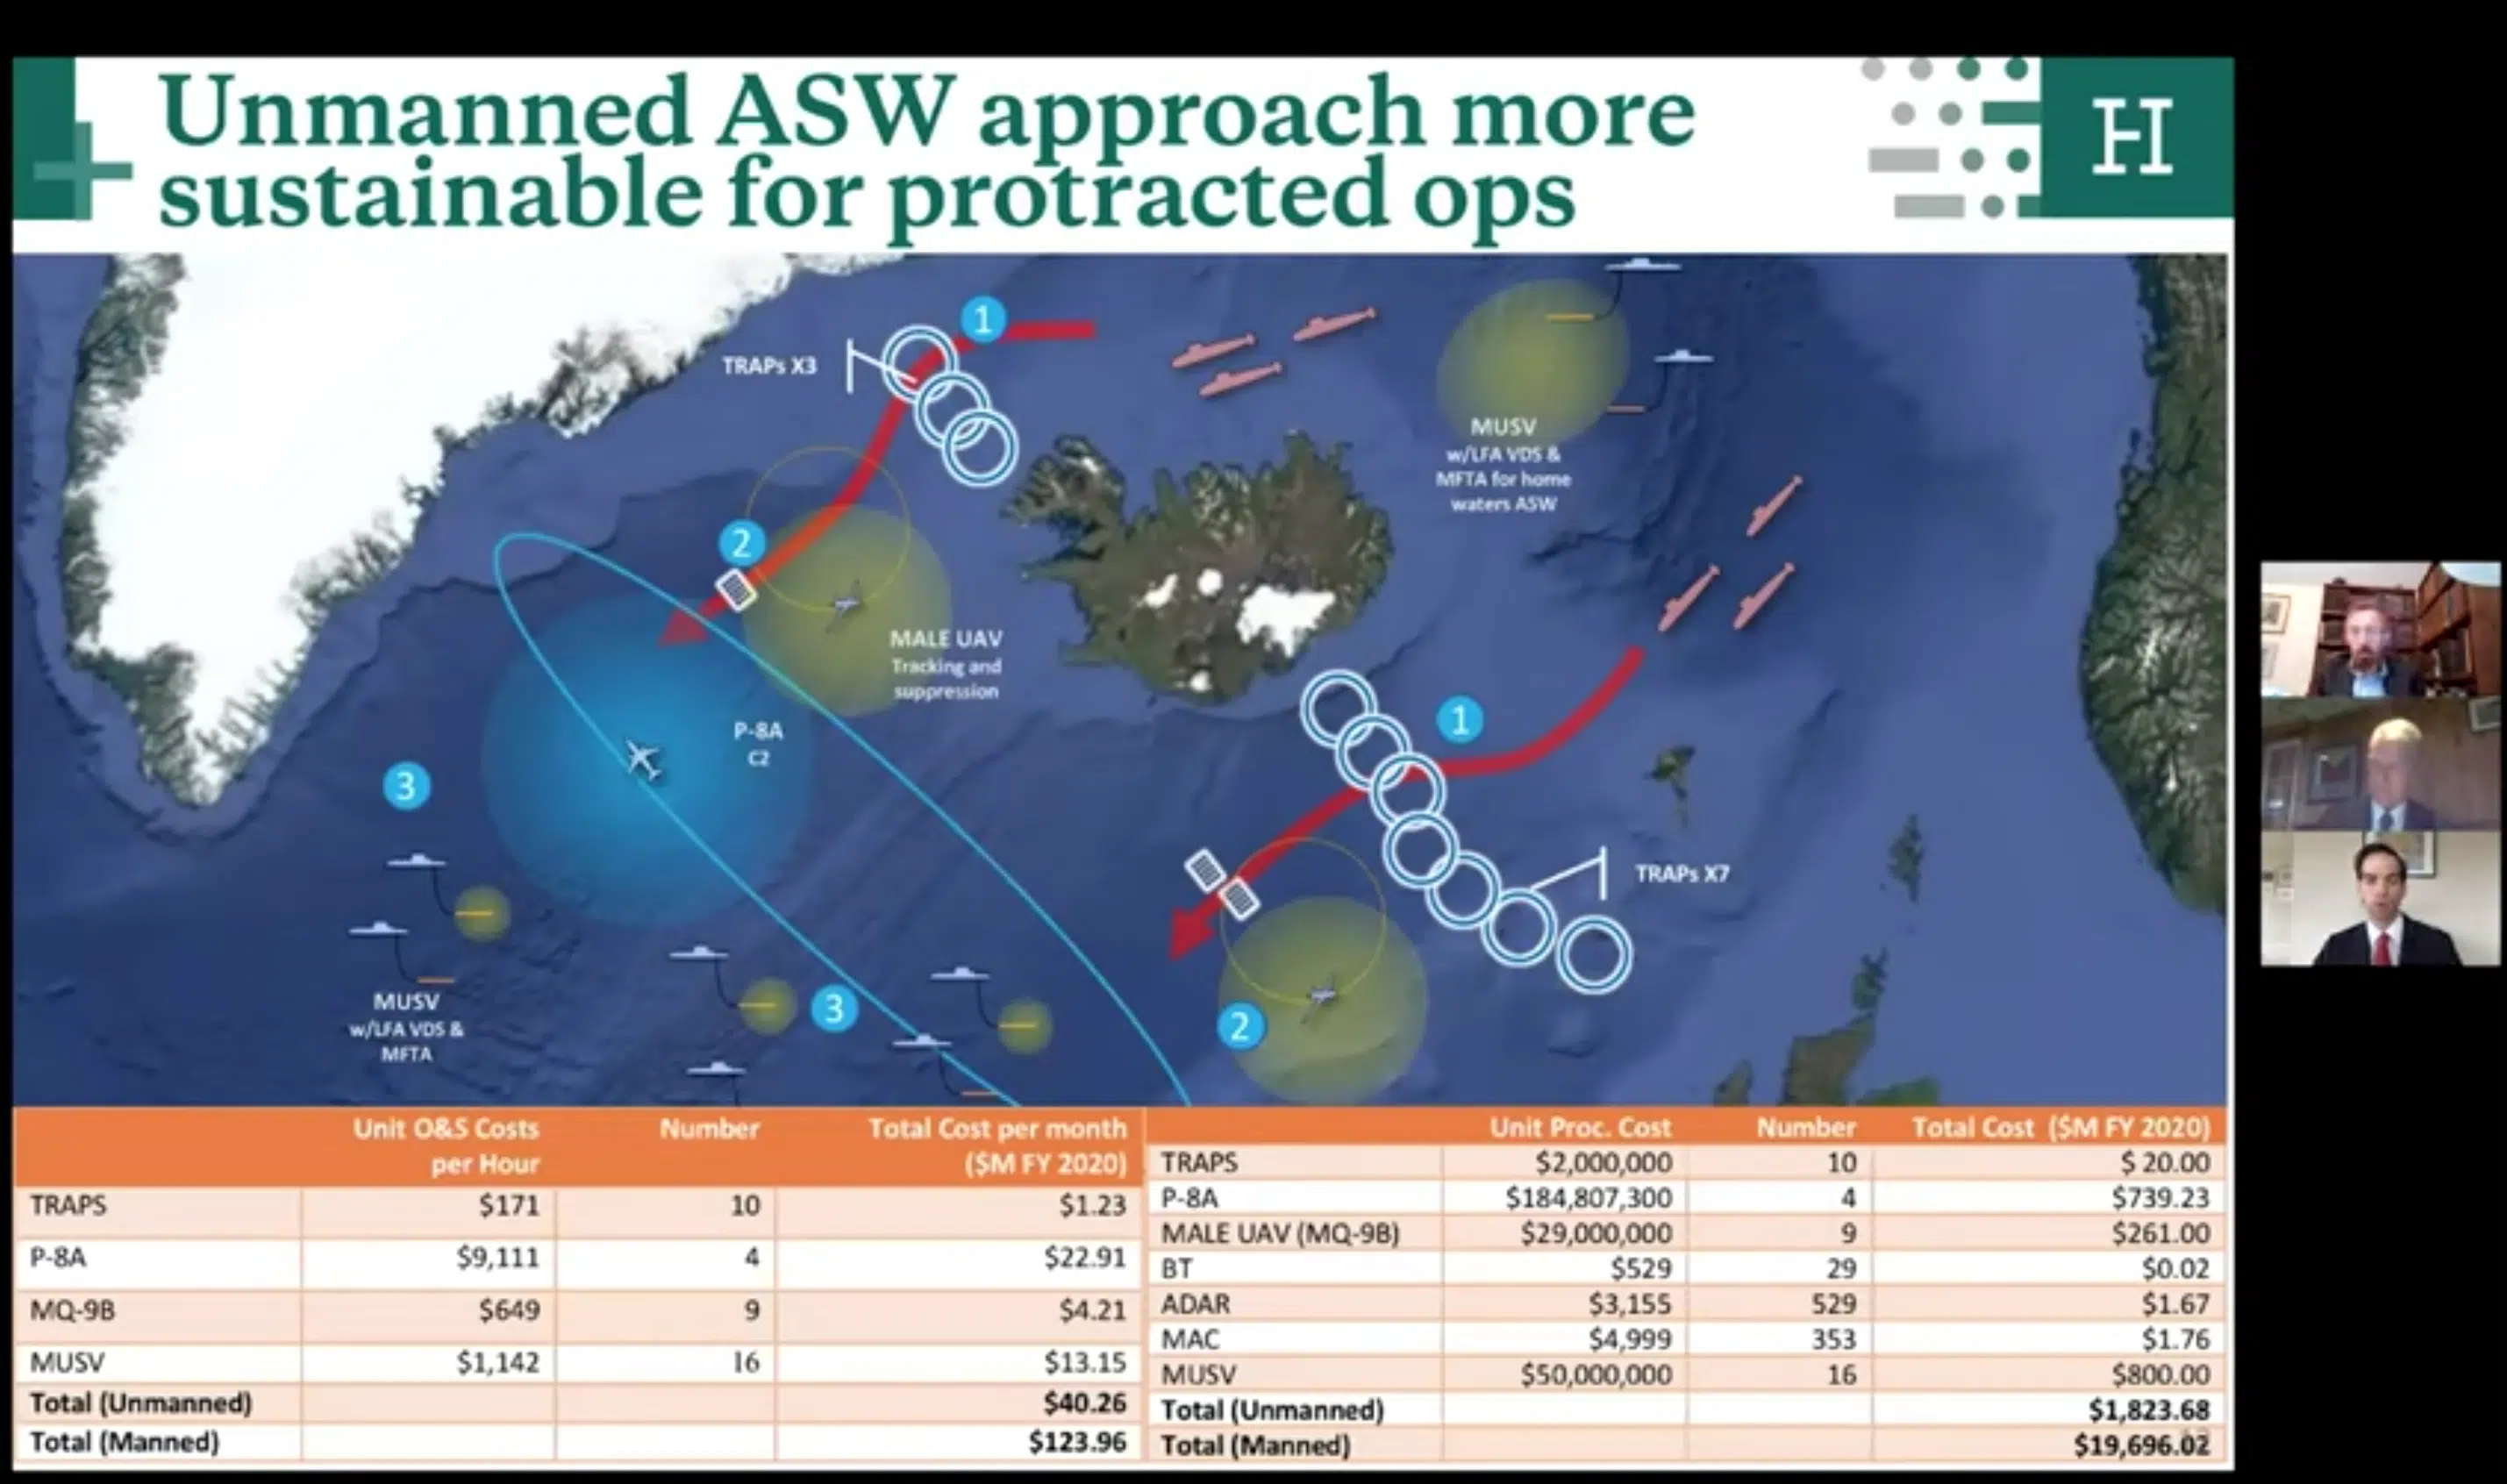 Unmanned ASW approach more
sustainable for protracted ops
H
1
TRAPs X3
MUSV
w/LFA VDS &
MFTA for home
waters ASW
2
MALE UAV
Tracking and
suppression
P-8A
C2
1
3
TRAPs X7
MUSV
w/LFA VDS &
MFTA
3
2
Unit O&S Costs per Hour Number Total Cost per month ($M FY 2020)
TRAPS $171 10 $1.23
P-8A $9,111 4 $22.91
MQ-9B $649 9 $4.21
MUSV $1,142 16 $13.15
Total (Unmanned) $40.26
Total (Manned) $123.96
Unit Proc. Cost Number Total Cost ($M FY 2020)
TRAPS $2,000,000 10 $ 20.00
P-8A $184,807,300 4 $739.23
MALE UAV (MQ-9B) $29,000,000 9 $261.00
BT $529 29 $0.02
ADAR $3,155 529 $1.67
MAC $4,999 353 $1.76
MUSV $50,000,000 16 $800.00
Total (Unmanned) $1,823.68
Total (Manned) $19,696.02